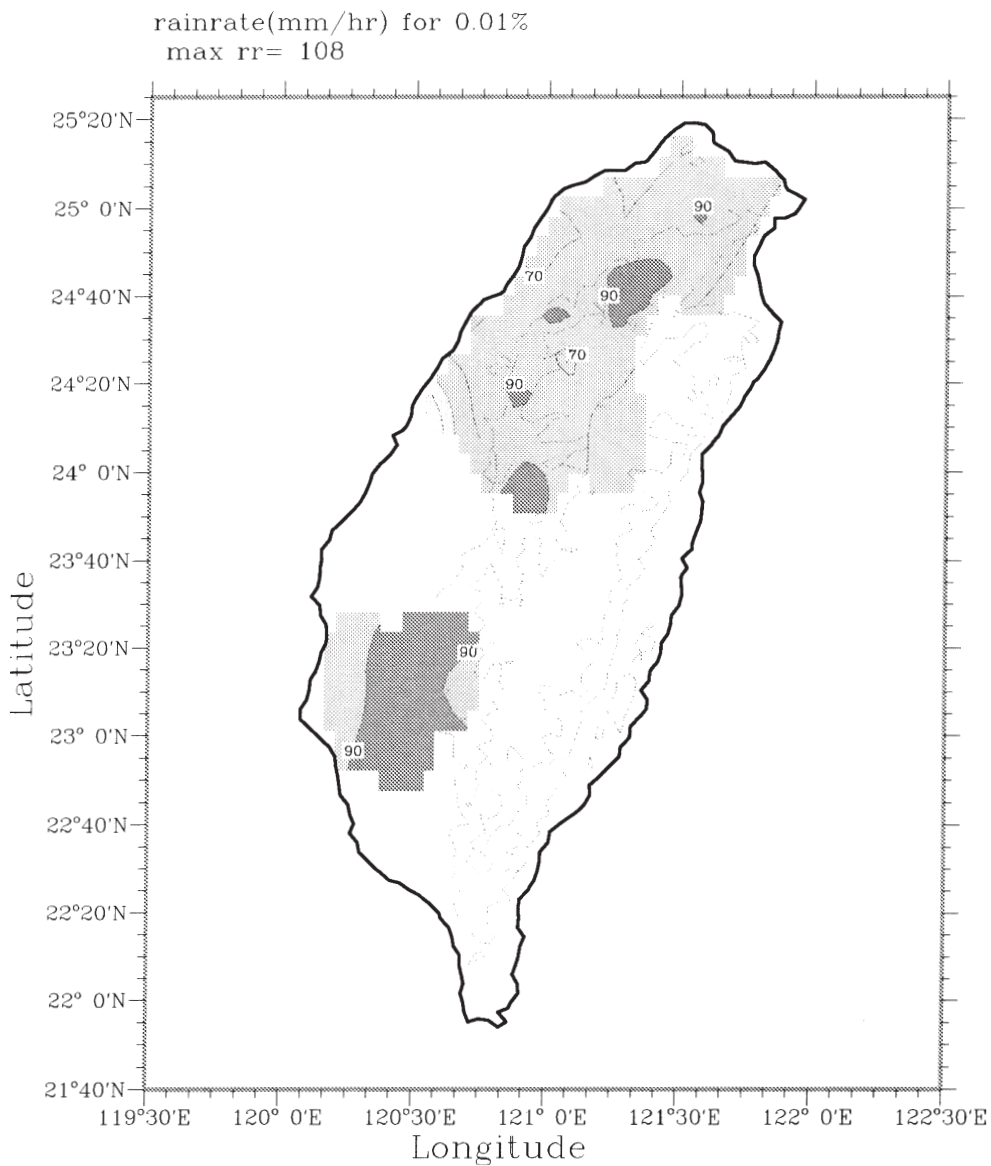 rainrate(mm/hr) for 0.01%
max rr= 108
25°20'N
25° 0'N
24°40'N
24°20'N
24° 0'N
23°40'N
23°20'N
23° 0'N
22°40'N
22°20'N
22° 0'N
21°40'N
Latitude
90
70
90
70
90
90
90
119°30'E 120° 0'E 120°30'E 121° 0'E 121°30'E 122° 0'E 122°30'E
Longitude